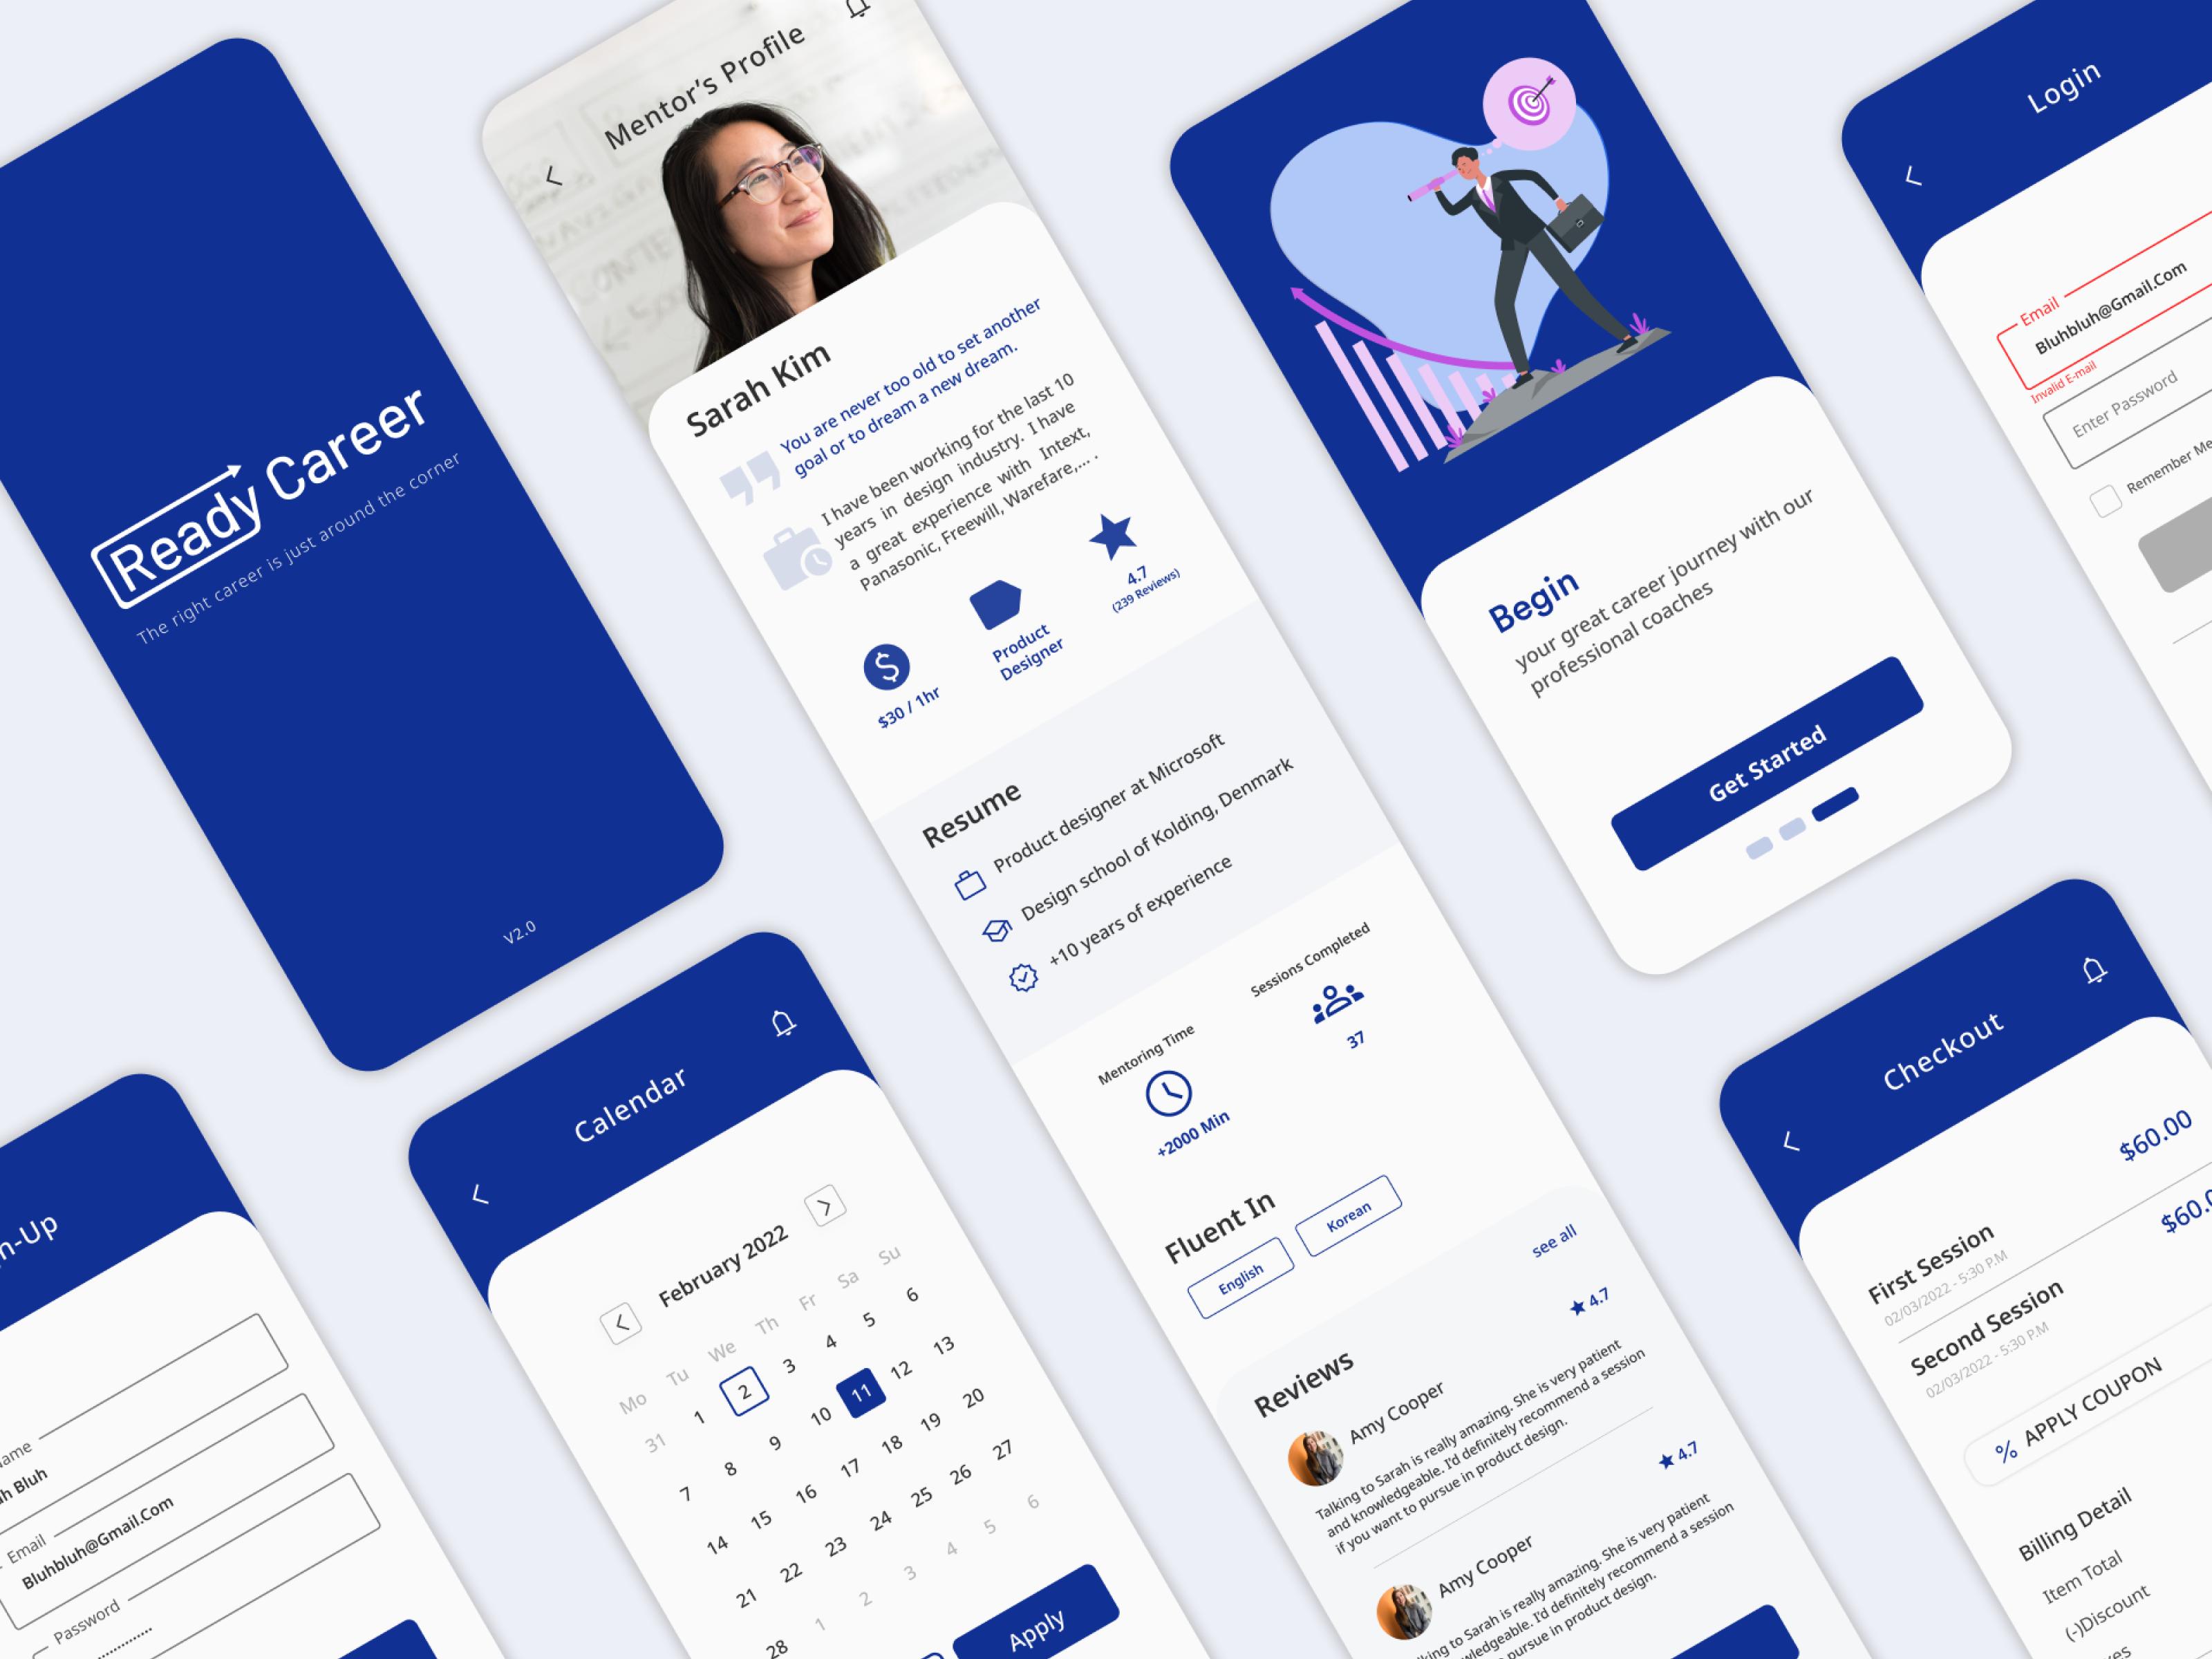 Ready Career
The right career is just around the corner
V2.0
Mentor's Profile
Sarah Kim
You are never too old to set another
goal or to dream a new dream.
I have been working for the last 10
years in design industry. I have
a great experience with Intext,
Panasonic, Freewill, Warefare,... .
$30 / 1hr
Product
Designer
4.7
(239 Reviews)
Resume
Product designer at Microsoft
Design school of Kolding, Denmark
+10 years of experience
Mentoring Time
+2000 Min
Sessions Completed
37
Fluent In
English
Korean
Reviews
see all
Amy Cooper
4.7
Talking to Sarah is really amazing. She is very patient
and knowledgeable. I'd definitely recommend a session
if you want to pursue in product design.
Amy Cooper
4.7
king to Sarah is really amazing. She is very patient
wledgeable. I'd definitely recommend a session
pursue in product design.
Begin
your great career journey with our
professional coaches
Get Started
Login
Email
Bluhbluh@Gmail.Com
Invalid E-mail
Enter Password
Remember Me
n-Up
Name
h Bluh
Email
Bluhbluh@Gmail.Com
Password
Calendar
February 2022
Mo Tu We Th Fr Sa Su
31 1 2 3 4 5 6
7 8 9 10 11 12 13
14 15 16 17 18 19 20
21 22 23 24 25 26 27
28 1 2 3 4 5 6
Apply
Checkout
First Session
$60.00
02/03/2022 - 5:30 P.M
Second Session
$60.0
02/03/2022 - 5:30 P.M
% APPLY COUPON
Billing Detail
Item Total
(-)Discount